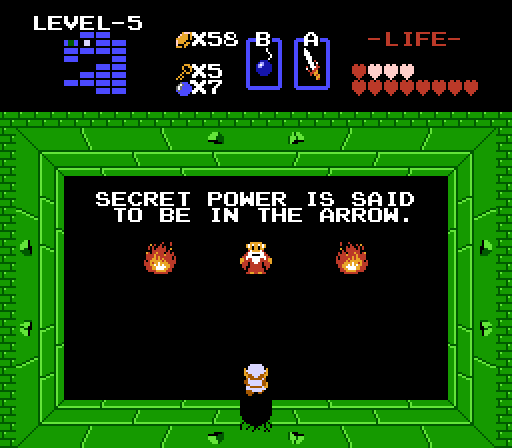 LEVEL-5
X58
B
A
-LIFE-
X5
X7
SECRET POWER IS SAID
TO BE IN THE ARROW.